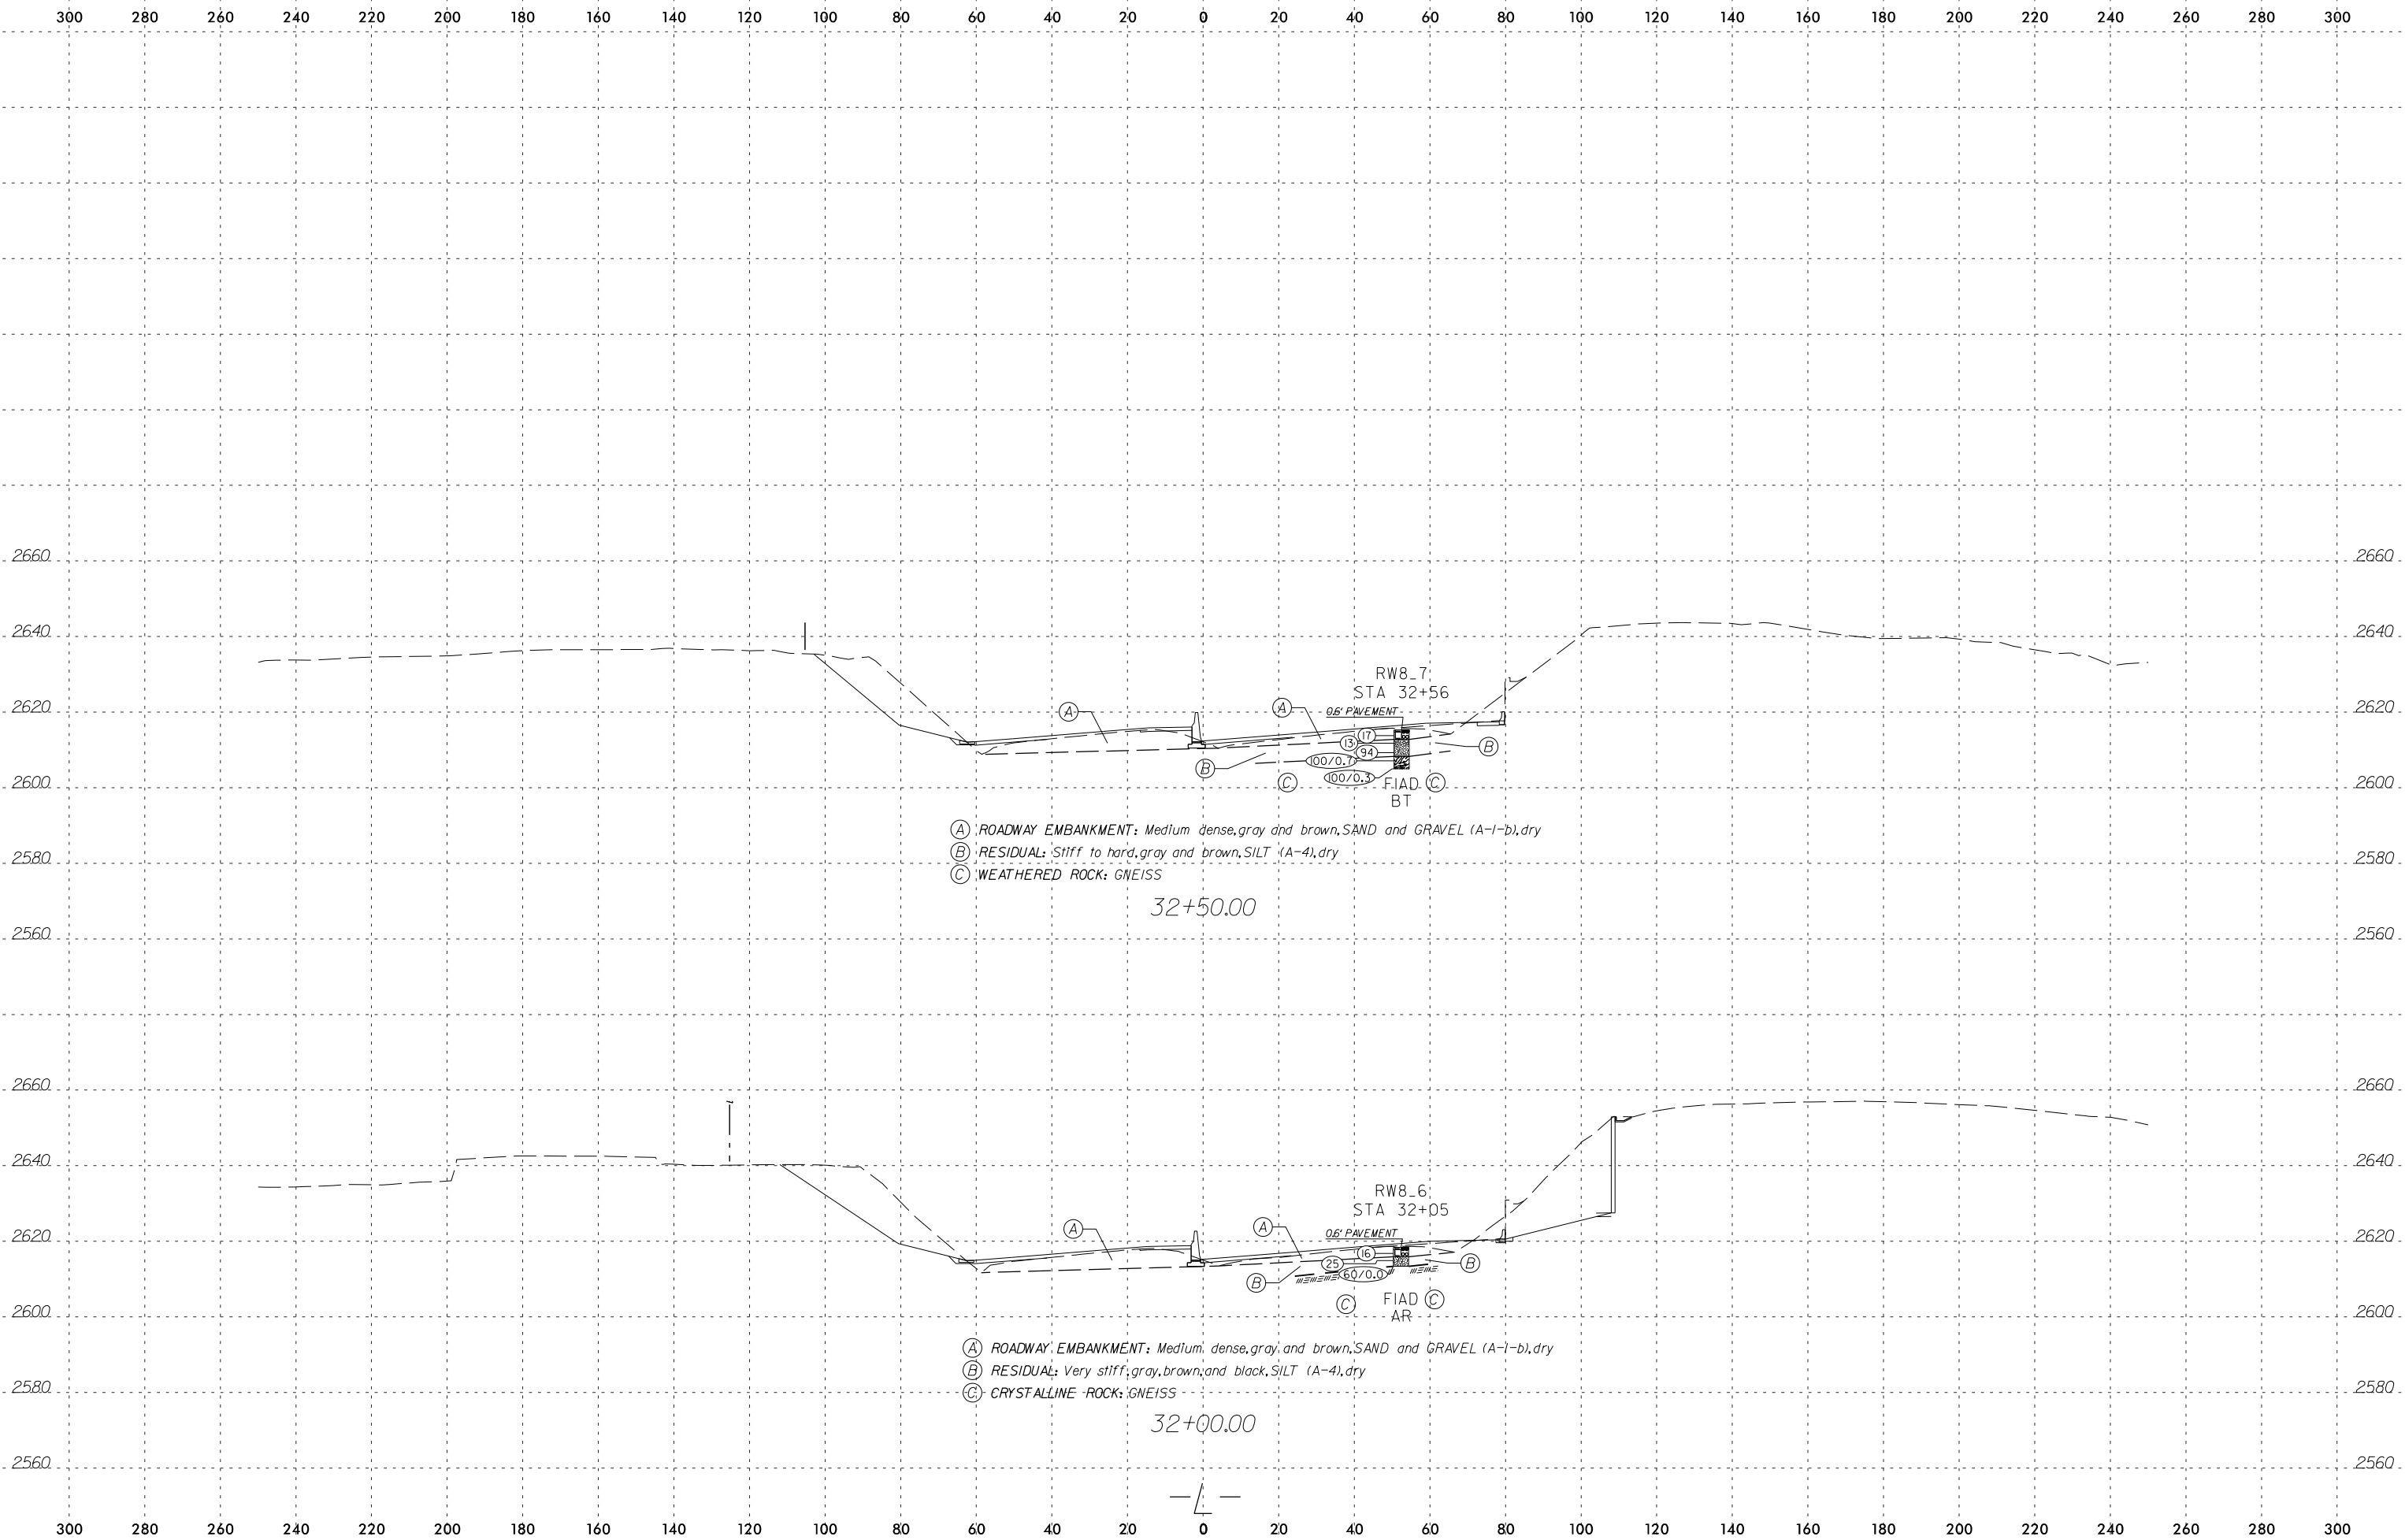 300 280 260 240 220 200 180 160 140 120 100 80 60 40 20 0 20 40 60 80 100 120 140 160 180 200 220 240 260 280 300
2660 2660
2640 2640
RW8_7
STA 32+56
2620 2620
0.6' PAVEMENT
A A
17
13
94
B
100/0.7
B
100/0.3
C FIAD C
BT
2600 2600
A ROADWAY EMBANKMENT: Medium dense, gray and brown, SAND and GRAVEL (A-1-b), dry
B RESIDUAL: Stiff to hard, gray and brown, SILT (A-4), dry
2580 2580
C WEATHERED ROCK: GNEISS
32+50.00
2560 2560
2660 2660
2640 2640
RW8_6
STA 32+05
2620 2620
0.6' PAVEMENT
A A
16
25
B
60/0.0
B
C FIAD C
AR
2600 2600
A ROADWAY EMBANKMENT: Medium dense, gray and brown, SAND and GRAVEL (A-1-b), dry
B RESIDUAL: Very stiff, gray, brown, and black, SILT (A-4), dry
2580 2580
C CRYSTALLINE ROCK: GNEISS
32+00.00
2560 2560
-L-
300 280 260 240 220 200 180 160 140 120 100 80 60 40 20 0 20 40 60 80 100 120 140 160 180 200 220 240 260 280 300